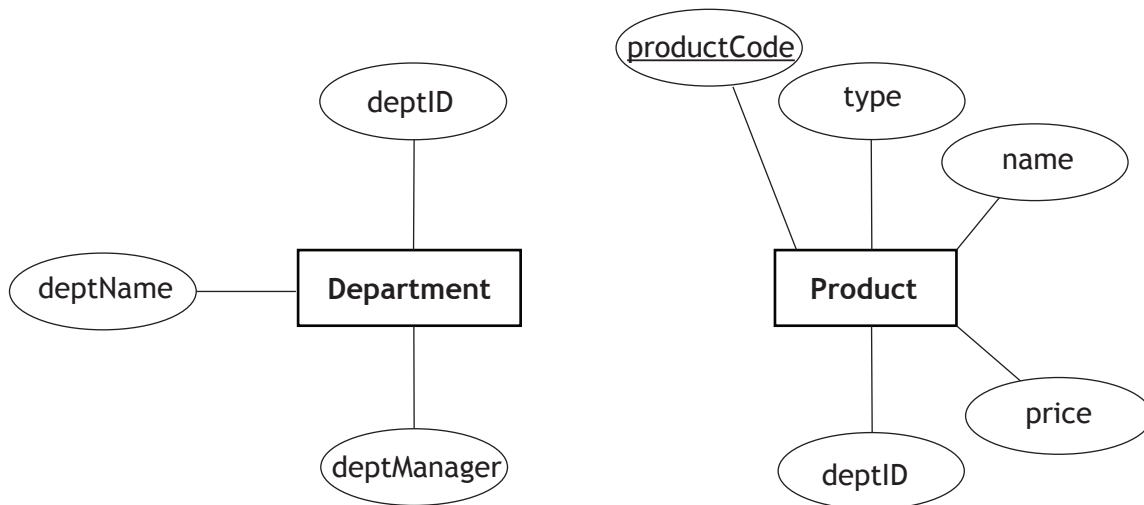 productCode
deptID
type
name
deptName
Department
Product
price
deptManager
deptID